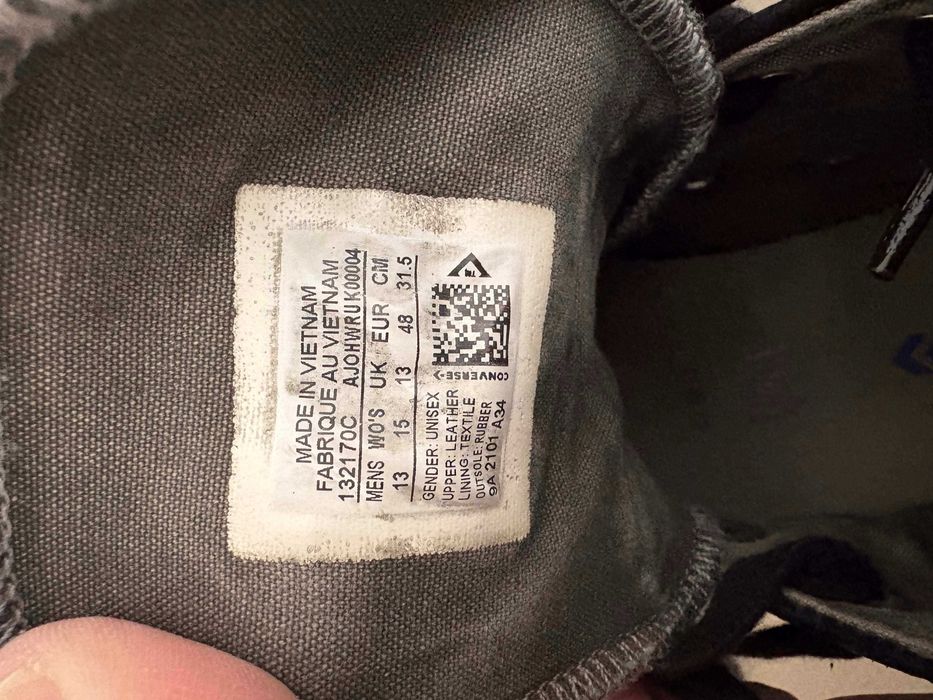 MADE IN VIETNAM
FABRIQUE AU VIETNAM
132170C AJOHWRUK00004
MENS WO'S UK EUR CM
13 15 13 48 31.5
GENDER: UNISEX
UPPER: LEATHER
LINING: TEXTILE
OUTSOLE: RUBBER
9A 2101 A34
CONVERSE
TM